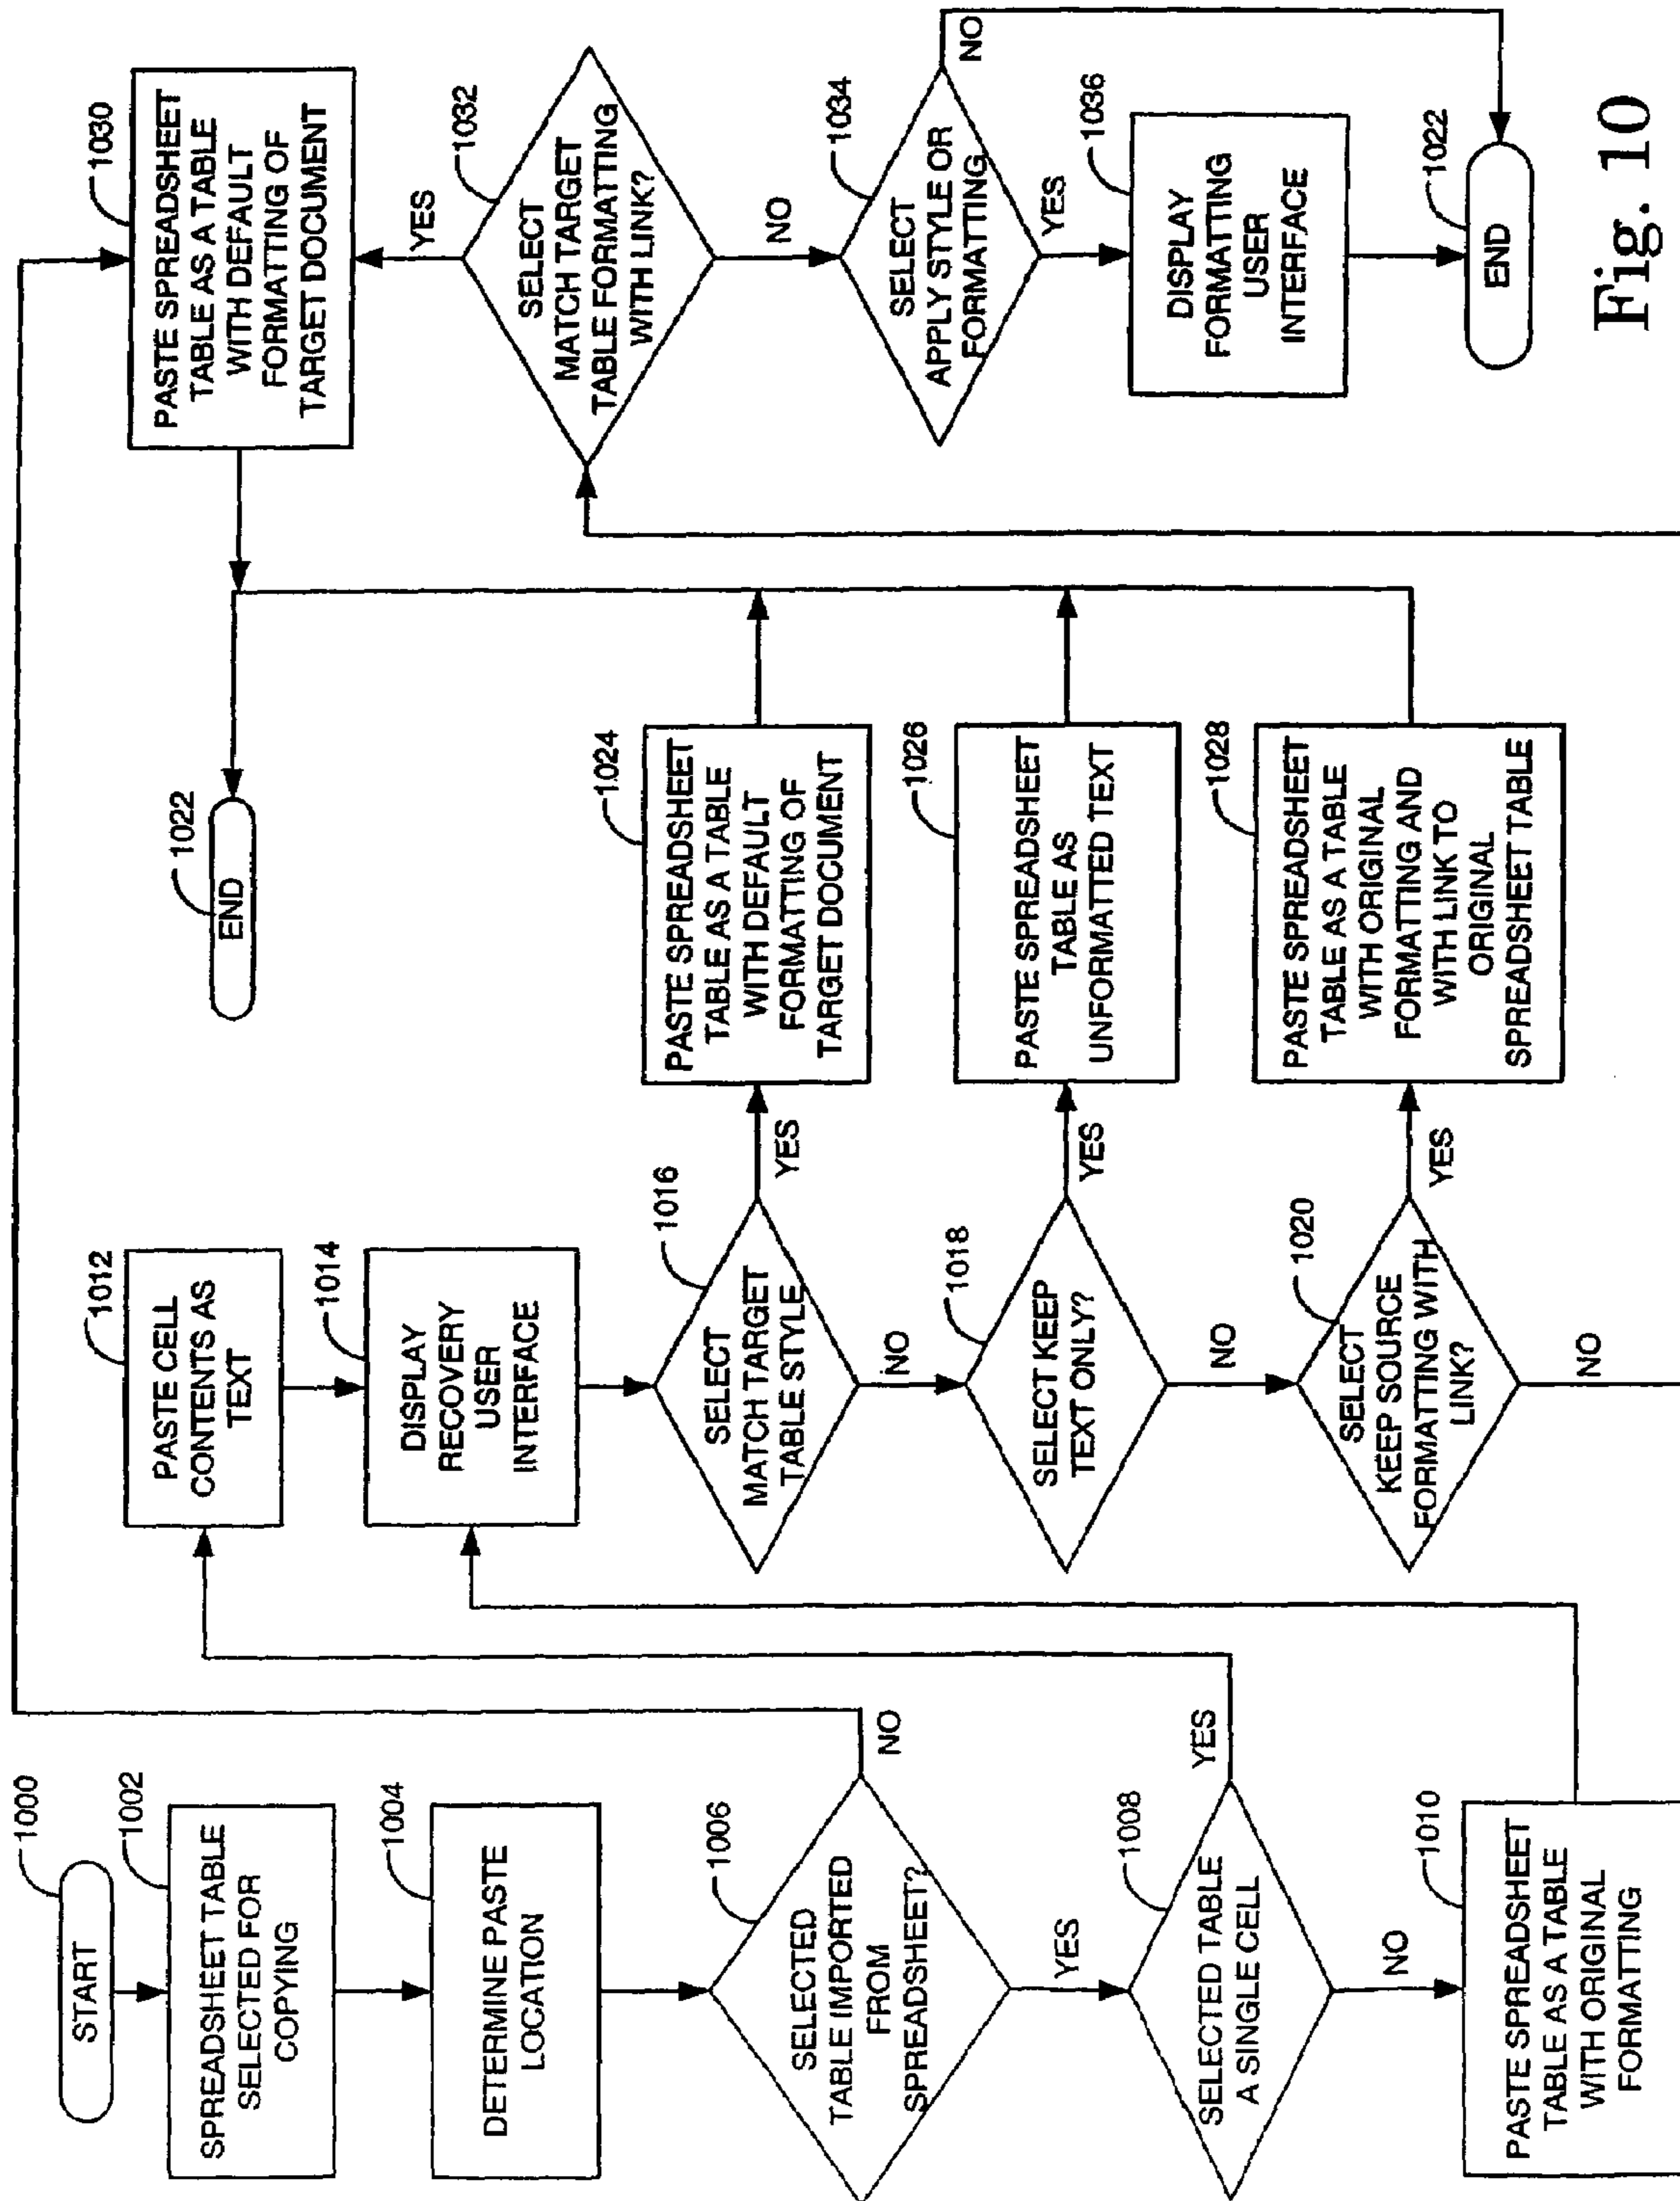 1000
START
1002
SPREADSHEET TABLE
SELECTED FOR
COPYING
1004
DETERMINE PASTE
LOCATION
1006
SELECTED
TABLE IMPORTED
FROM
SPREADSHEET?
NO
YES
1008
SELECTED TABLE
A SINGLE CELL
YES
NO
1010
PASTE SPREADSHEET
TABLE AS A TABLE
WITH ORIGINAL
FORMATTING
1012
PASTE CELL
CONTENTS AS
TEXT
1014
DISPLAY
RECOVERY
USER
INTERFACE
1016
SELECT
MATCH TARGET
TABLE STYLE
YES
NO
1018
SELECT KEEP
TEXT ONLY?
YES
NO
1020
SELECT
KEEP SOURCE
FORMATTING WITH
LINK?
YES
NO
1022
END
1024
PASTE SPREADSHEET
TABLE AS A TABLE
WITH DEFAULT
FORMATTING OF
TARGET DOCUMENT
1026
PASTE SPREADSHEET
TABLE AS
UNFORMATTED TEXT
1028
PASTE SPREADSHEET
TABLE AS A TABLE
WITH ORIGINAL
FORMATTING AND
WITH LINK TO
ORIGINAL
SPREADSHEET TABLE
1030
PASTE SPREADSHEET
TABLE AS A TABLE
WITH DEFAULT
FORMATTING OF
TARGET DOCUMENT
YES
1032
SELECT
MATCH TARGET
TABLE FORMATTING
WITH LINK?
NO
1034
SELECT
APPLY STYLE OR
FORMATTING
NO
YES
1036
DISPLAY
FORMATTING
USER
INTERFACE
1022
END
Fig. 10